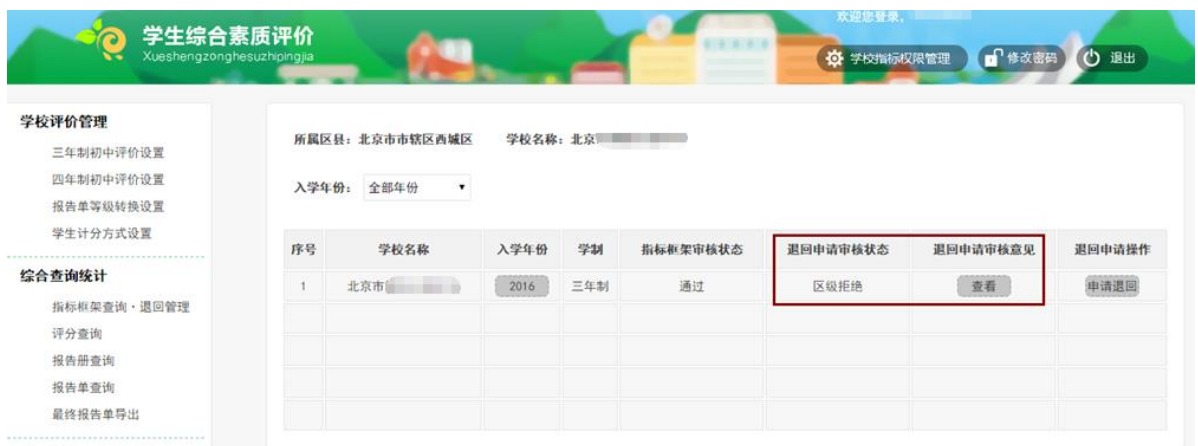 欢迎您登录，
学生综合素质评价
Xueshengzonghesuzhipingjia
学校指标权限管理 修改密码 退出
学校评价管理
三年制初中评价设置
四年制初中评价设置
报告单等级转换设置
学生计分方式设置
综合查询统计
指标框架查询·退回管理
评分查询
报告册查询
报告单查询
最终报告单导出
所属区县：北京市市辖区西城区 学校名称：北京
入学年份：全部年份
序号 学校名称 入学年份 学制 指标框架审核状态 退回申请审核状态 退回申请审核意见 退回申请操作
1 北京市 2016 三年制 通过 区级拒绝 查看 申请退回